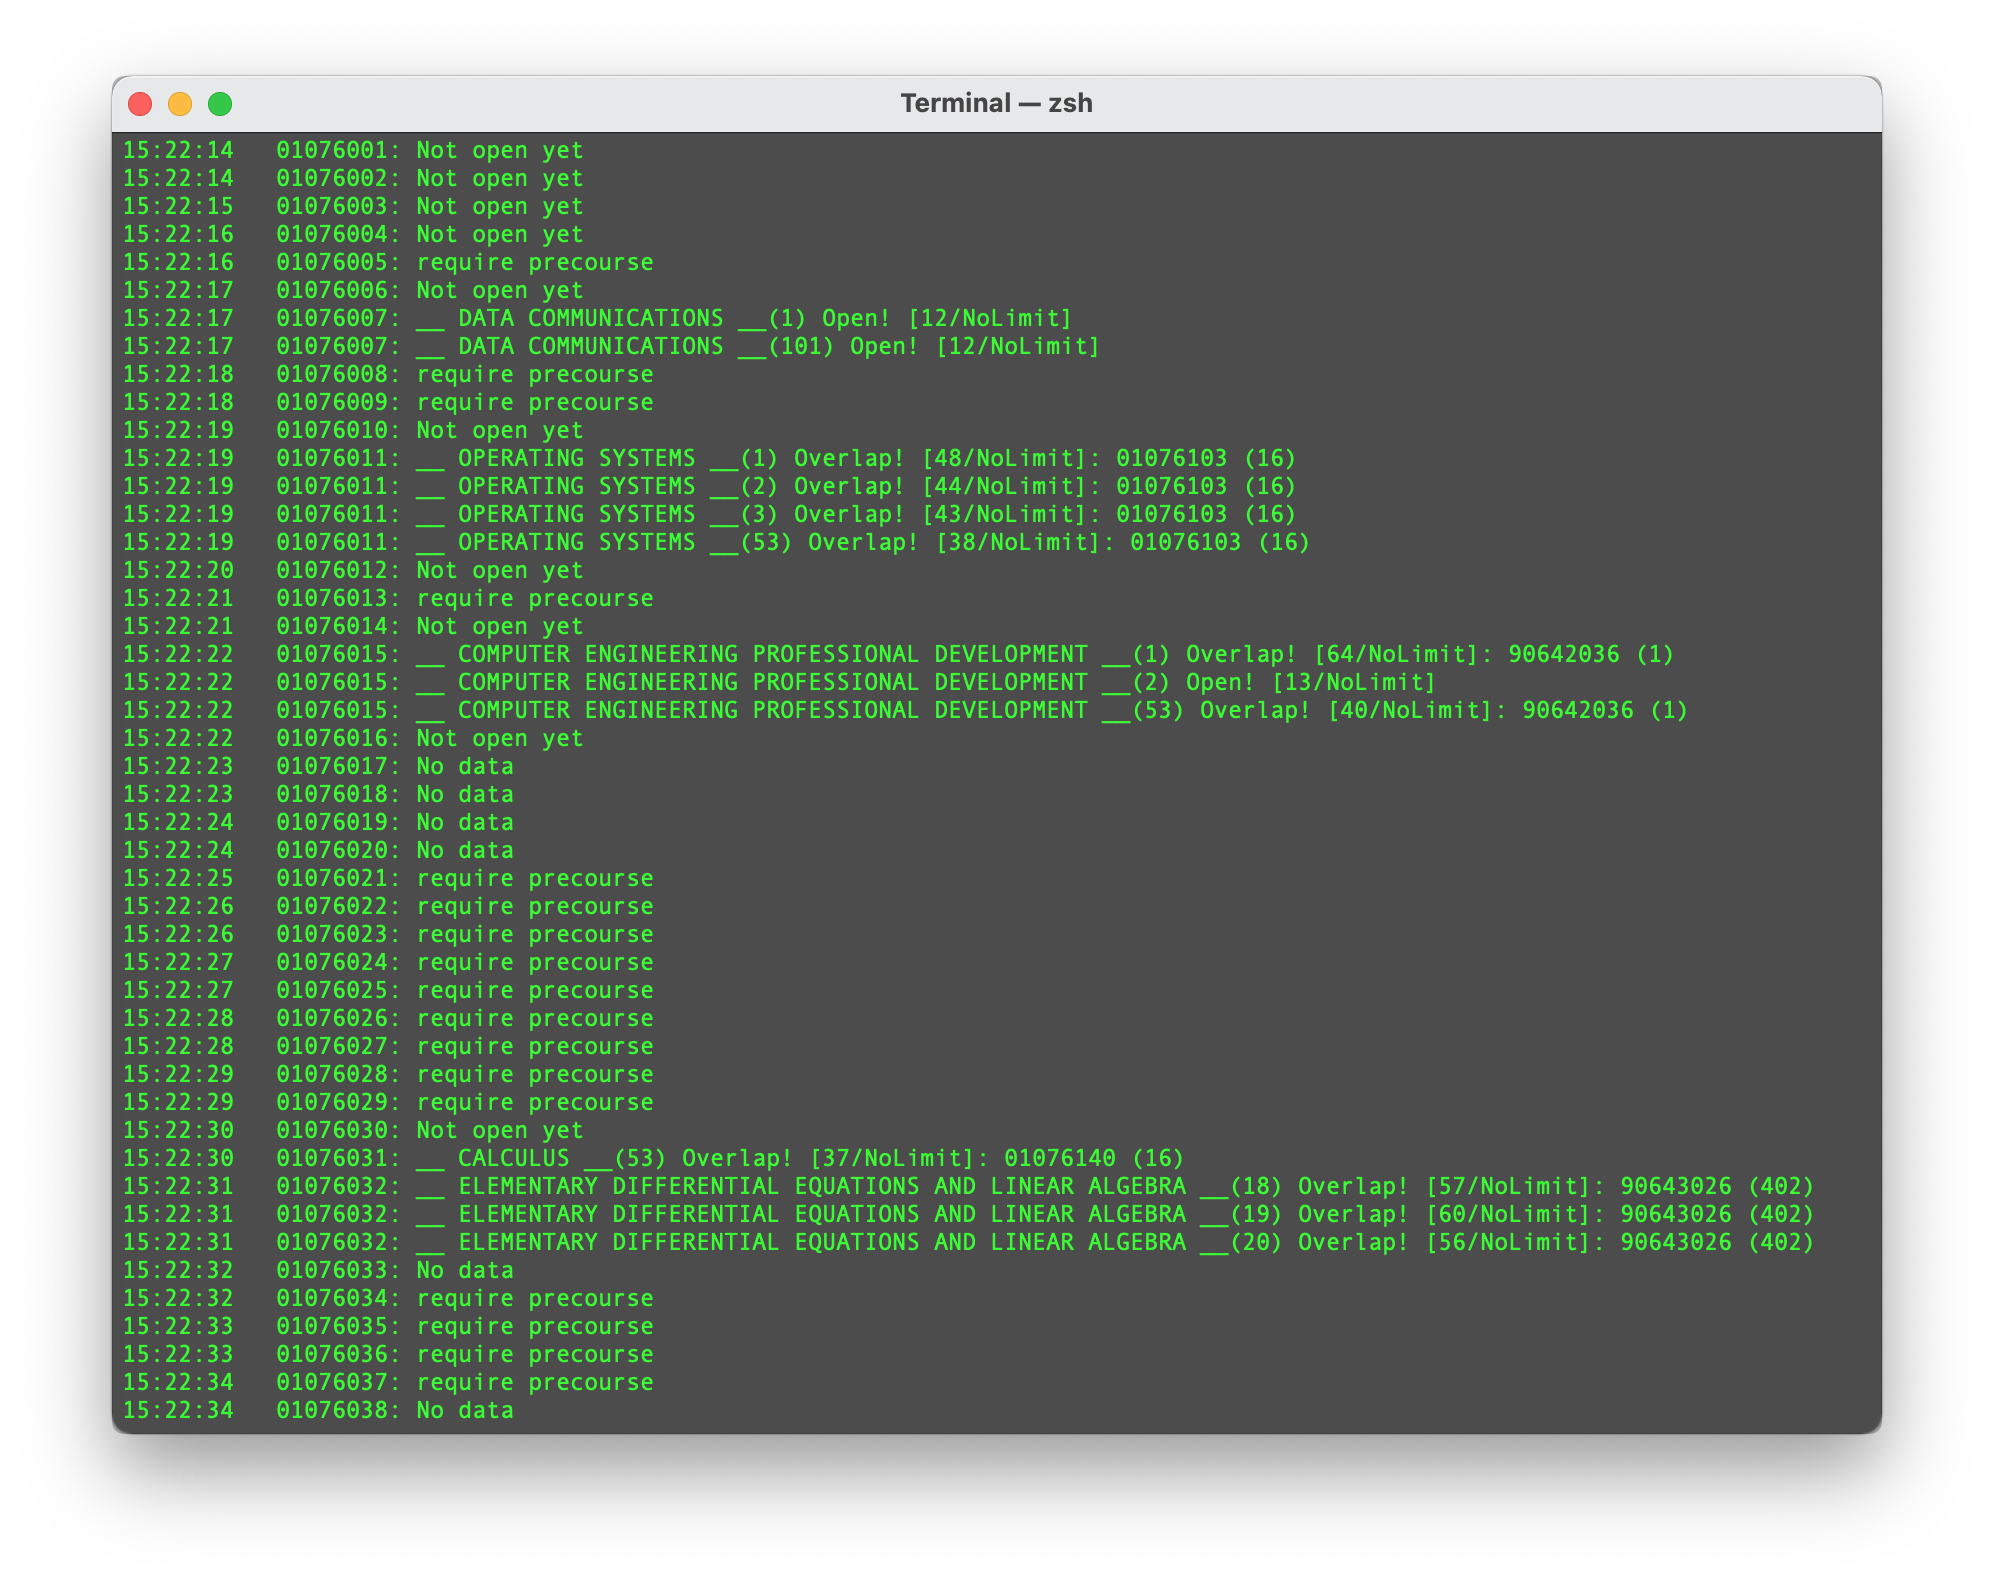 Terminal — zsh
15:22:14   01076001: Not open yet
15:22:14   01076002: Not open yet
15:22:15   01076003: Not open yet
15:22:16   01076004: Not open yet
15:22:16   01076005: require precourse
15:22:17   01076006: Not open yet
15:22:17   01076007: __ DATA COMMUNICATIONS __(1) Open! [12/NoLimit]
15:22:17   01076007: __ DATA COMMUNICATIONS __(101) Open! [12/NoLimit]
15:22:18   01076008: require precourse
15:22:18   01076009: require precourse
15:22:19   01076010: Not open yet
15:22:19   01076011: __ OPERATING SYSTEMS __(1) Overlap! [48/NoLimit]: 01076103 (16)
15:22:19   01076011: __ OPERATING SYSTEMS __(2) Overlap! [44/NoLimit]: 01076103 (16)
15:22:19   01076011: __ OPERATING SYSTEMS __(3) Overlap! [43/NoLimit]: 01076103 (16)
15:22:19   01076011: __ OPERATING SYSTEMS __(53) Overlap! [38/NoLimit]: 01076103 (16)
15:22:20   01076012: Not open yet
15:22:21   01076013: require precourse
15:22:21   01076014: Not open yet
15:22:22   01076015: __ COMPUTER ENGINEERING PROFESSIONAL DEVELOPMENT __(1) Overlap! [64/NoLimit]: 90642036 (1)
15:22:22   01076015: __ COMPUTER ENGINEERING PROFESSIONAL DEVELOPMENT __(2) Open! [13/NoLimit]
15:22:22   01076015: __ COMPUTER ENGINEERING PROFESSIONAL DEVELOPMENT __(53) Overlap! [40/NoLimit]: 90642036 (1)
15:22:22   01076016: Not open yet
15:22:23   01076017: No data
15:22:23   01076018: No data
15:22:24   01076019: No data
15:22:24   01076020: No data
15:22:25   01076021: require precourse
15:22:26   01076022: require precourse
15:22:26   01076023: require precourse
15:22:27   01076024: require precourse
15:22:27   01076025: require precourse
15:22:28   01076026: require precourse
15:22:28   01076027: require precourse
15:22:29   01076028: require precourse
15:22:29   01076029: require precourse
15:22:30   01076030: Not open yet
15:22:30   01076031: __ CALCULUS __(53) Overlap! [37/NoLimit]: 01076140 (16)
15:22:31   01076032: __ ELEMENTARY DIFFERENTIAL EQUATIONS AND LINEAR ALGEBRA __(18) Overlap! [57/NoLimit]: 90643026 (402)
15:22:31   01076032: __ ELEMENTARY DIFFERENTIAL EQUATIONS AND LINEAR ALGEBRA __(19) Overlap! [60/NoLimit]: 90643026 (402)
15:22:31   01076032: __ ELEMENTARY DIFFERENTIAL EQUATIONS AND LINEAR ALGEBRA __(20) Overlap! [56/NoLimit]: 90643026 (402)
15:22:32   01076033: No data
15:22:32   01076034: require precourse
15:22:33   01076035: require precourse
15:22:33   01076036: require precourse
15:22:34   01076037: require precourse
15:22:34   01076038: No data